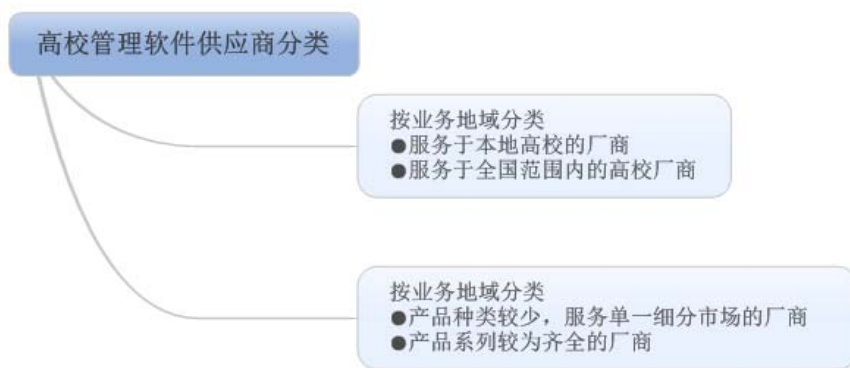 高校管理软件供应商分类
按业务地域分类
●服务于本地高校的厂商
●服务于全国范围内的高校厂商
按业务地域分类
●产品种类较少，服务单一细分市场的厂商
●产品系列较为齐全的厂商